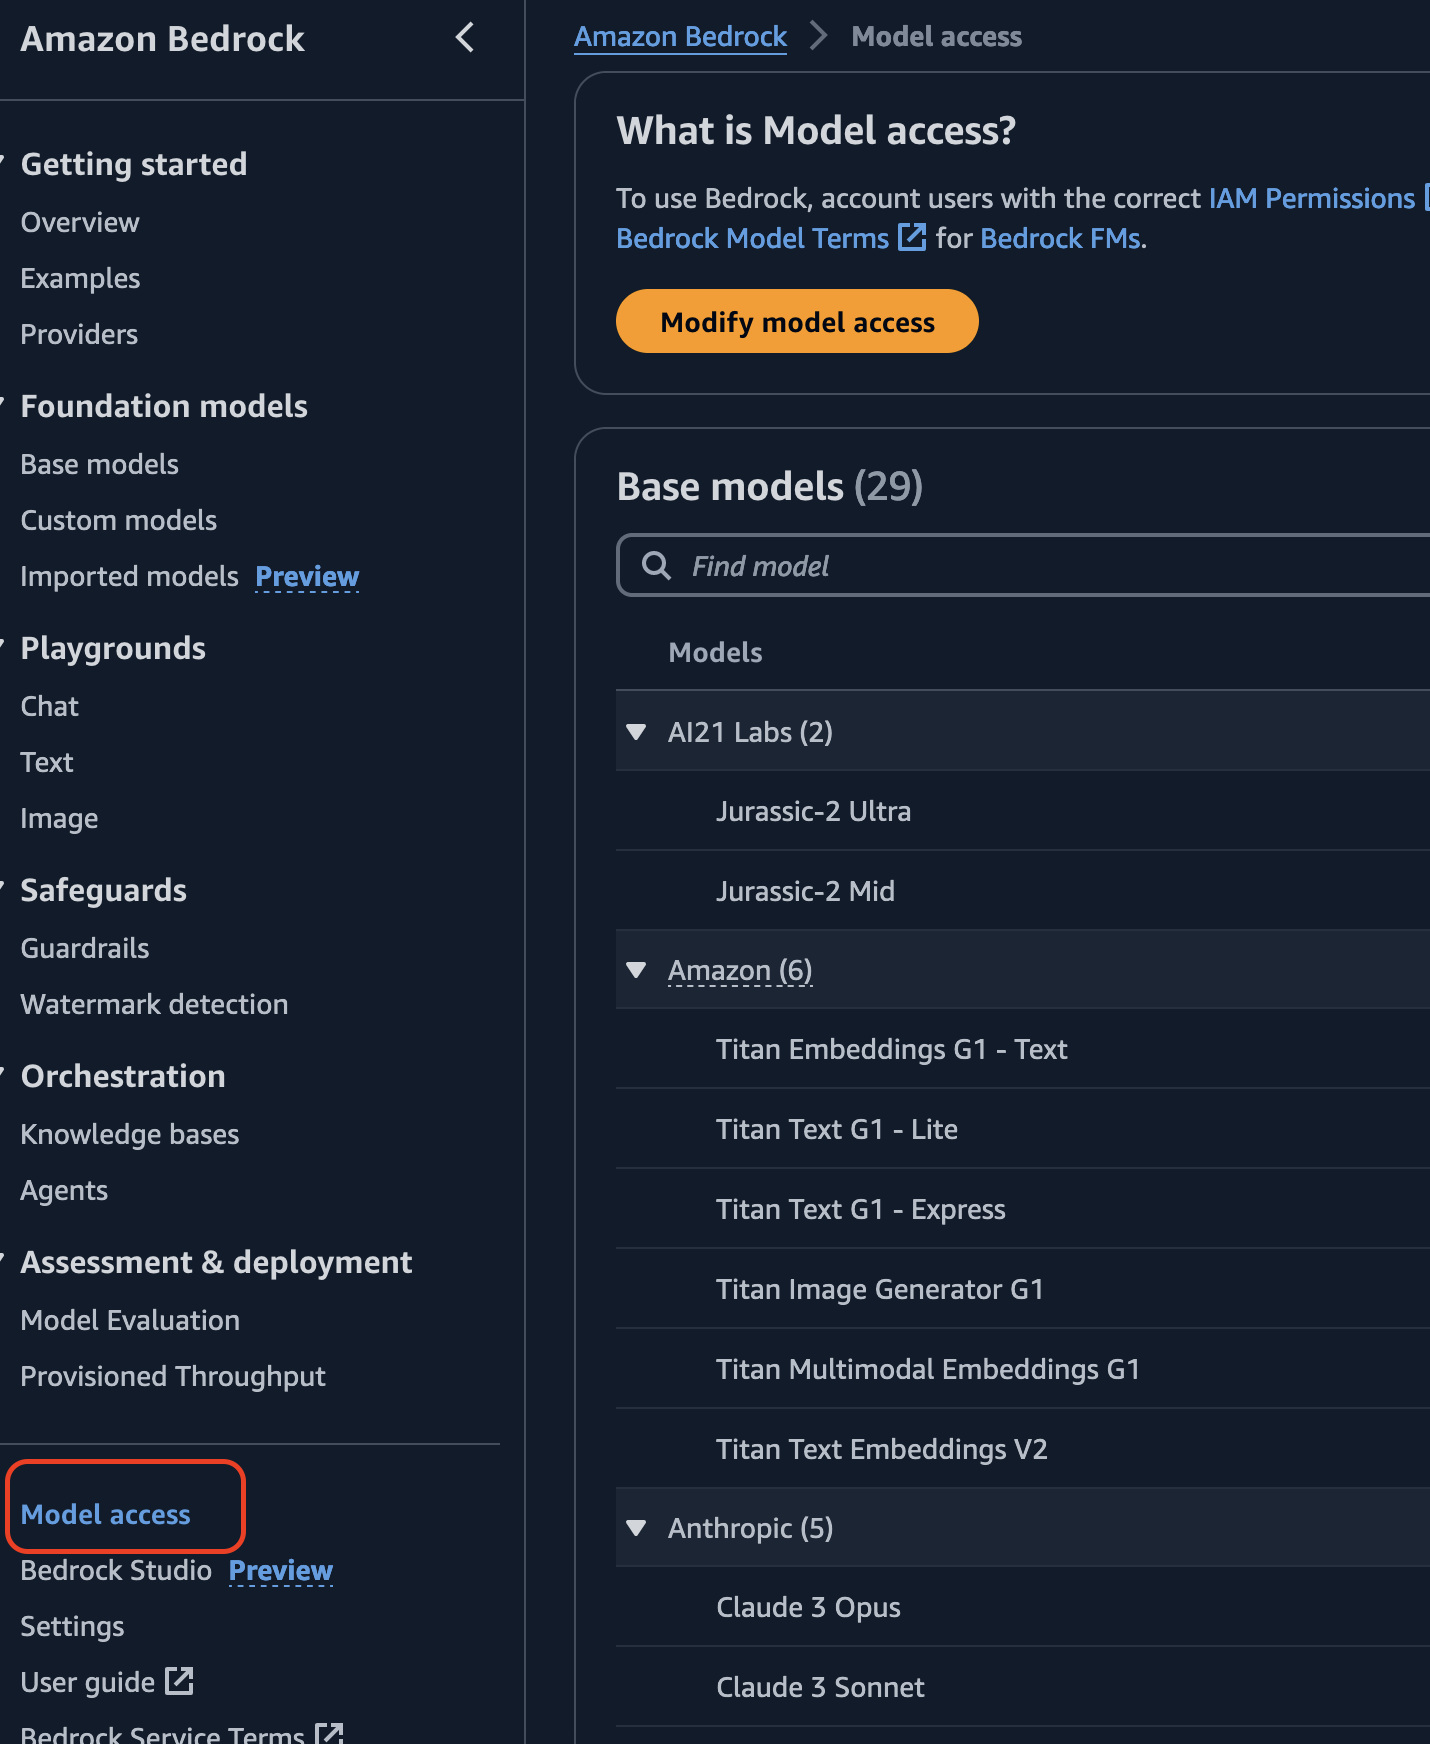 Amazon Bedrock
Getting started
Overview
Examples
Providers
Foundation models
Base models
Custom models
Imported models Preview
Playgrounds
Chat
Text
Image
Safeguards
Guardrails
Watermark detection
Orchestration
Knowledge bases
Agents
Assessment & deployment
Model Evaluation
Provisioned Throughput
Model access
Bedrock Studio Preview
Settings
User guide
Bedrock Service Terms
Amazon Bedrock > Model access
What is Model access?
To use Bedrock, account users with the correct IAM Permissions
Bedrock Model Terms for Bedrock FMs.
Modify model access
Base models (29)
Find model
Models
AI21 Labs (2)
Jurassic-2 Ultra
Jurassic-2 Mid
Amazon (6)
Titan Embeddings G1 - Text
Titan Text G1 - Lite
Titan Text G1 - Express
Titan Image Generator G1
Titan Multimodal Embeddings G1
Titan Text Embeddings V2
Anthropic (5)
Claude 3 Opus
Claude 3 Sonnet